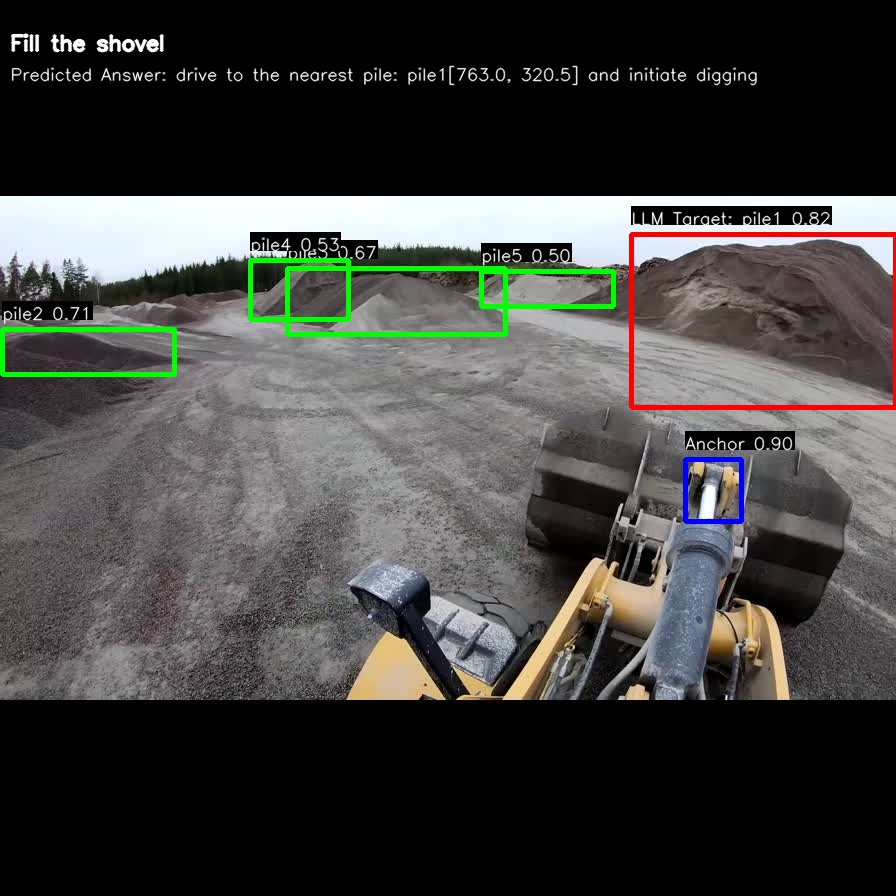 Fill the shovel
Predicted Answer: drive to the nearest pile: pile1[763.0, 320.5] and initiate digging
LLM Target: pile1 0.82
pile4 0.53
pile3 0.67
pile5 0.50
pile2 0.71
Anchor 0.90